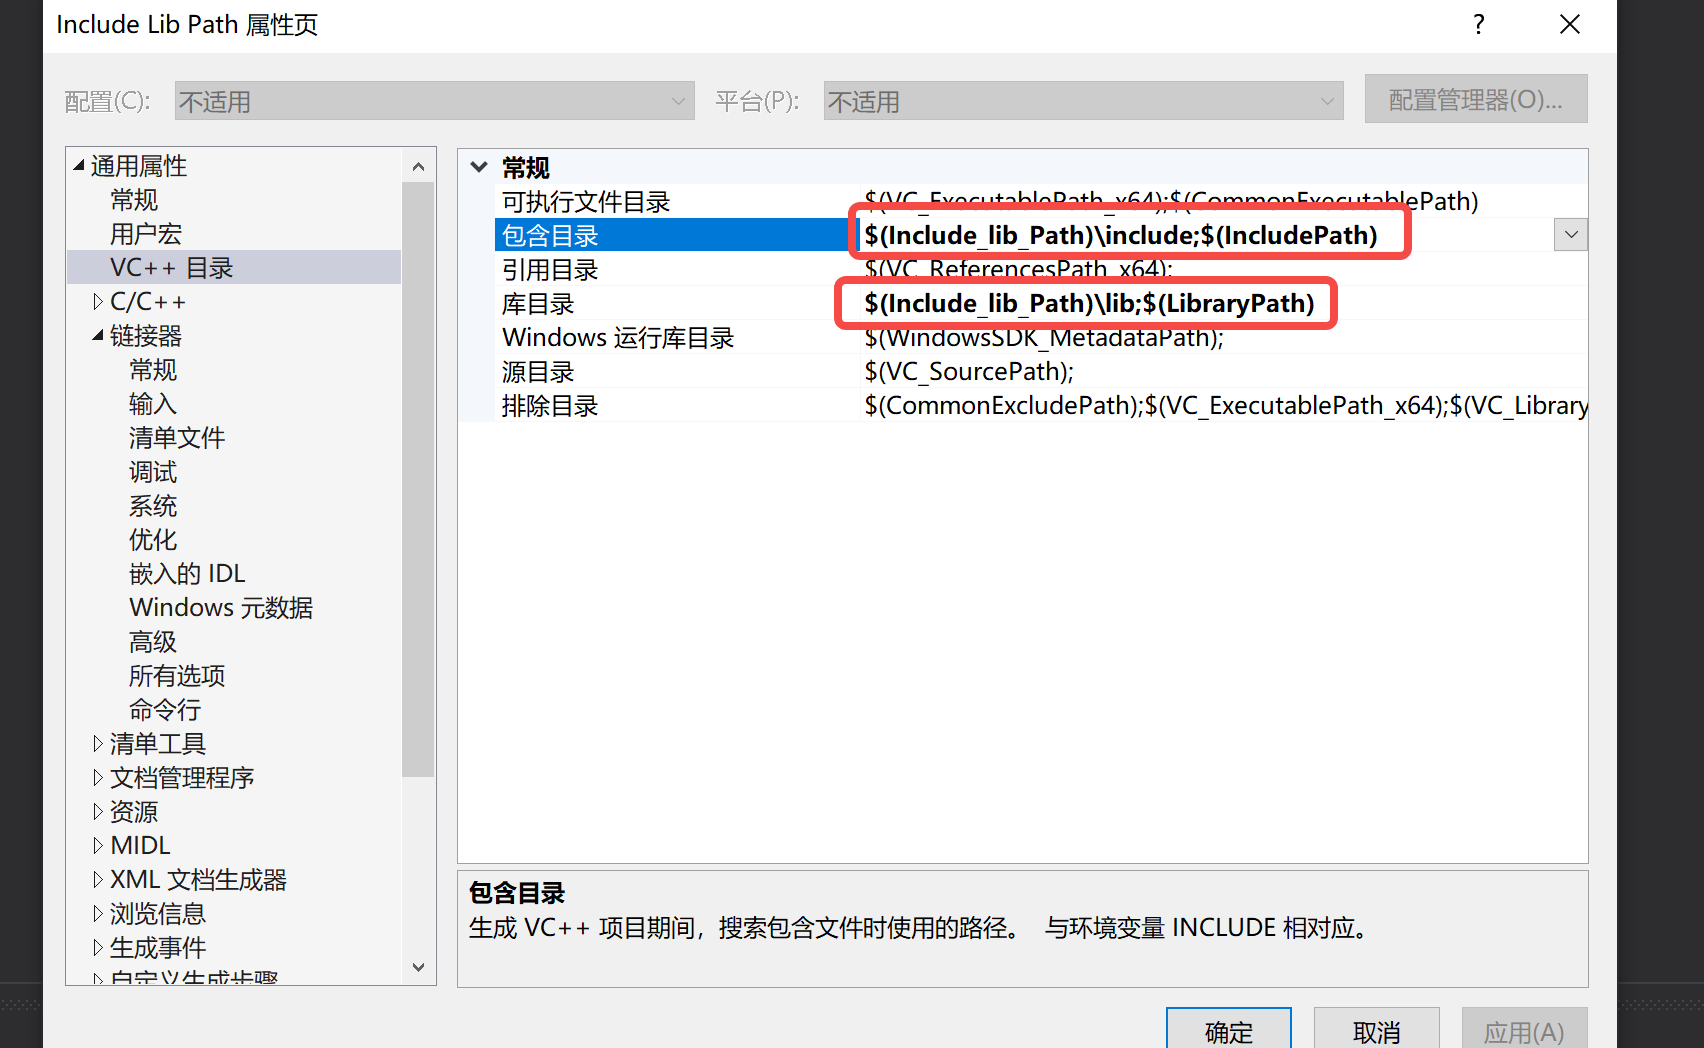 Include Lib Path 属性页
配置(C):
不适用
平台(P):
不适用
配置管理器(O)...
通用属性
常规
用户宏
VC++ 目录
C/C++
链接器
常规
输入
清单文件
调试
系统
优化
嵌入的 IDL
Windows 元数据
高级
所有选项
命令行
清单工具
文档管理程序
资源
MIDL
XML 文档生成器
浏览信息
生成事件
自定义生成步骤
常规
可执行文件目录 $(VC_ExecutablePath_x64);$(CommonExecutablePath)
包含目录 $(Include_lib_Path)\include;$(IncludePath)
引用目录 $(VC_ReferencesPath_x64);
库目录 $(Include_lib_Path)\lib;$(LibraryPath)
Windows 运行库目录 $(WindowsSDK_MetadataPath);
源目录 $(VC_SourcePath);
排除目录 $(CommonExcludePath);$(VC_ExecutablePath_x64);$(VC_Library
包含目录
生成 VC++ 项目期间，搜索包含文件时使用的路径。 与环境变量 INCLUDE 相对应。
确定
取消
应用(A)